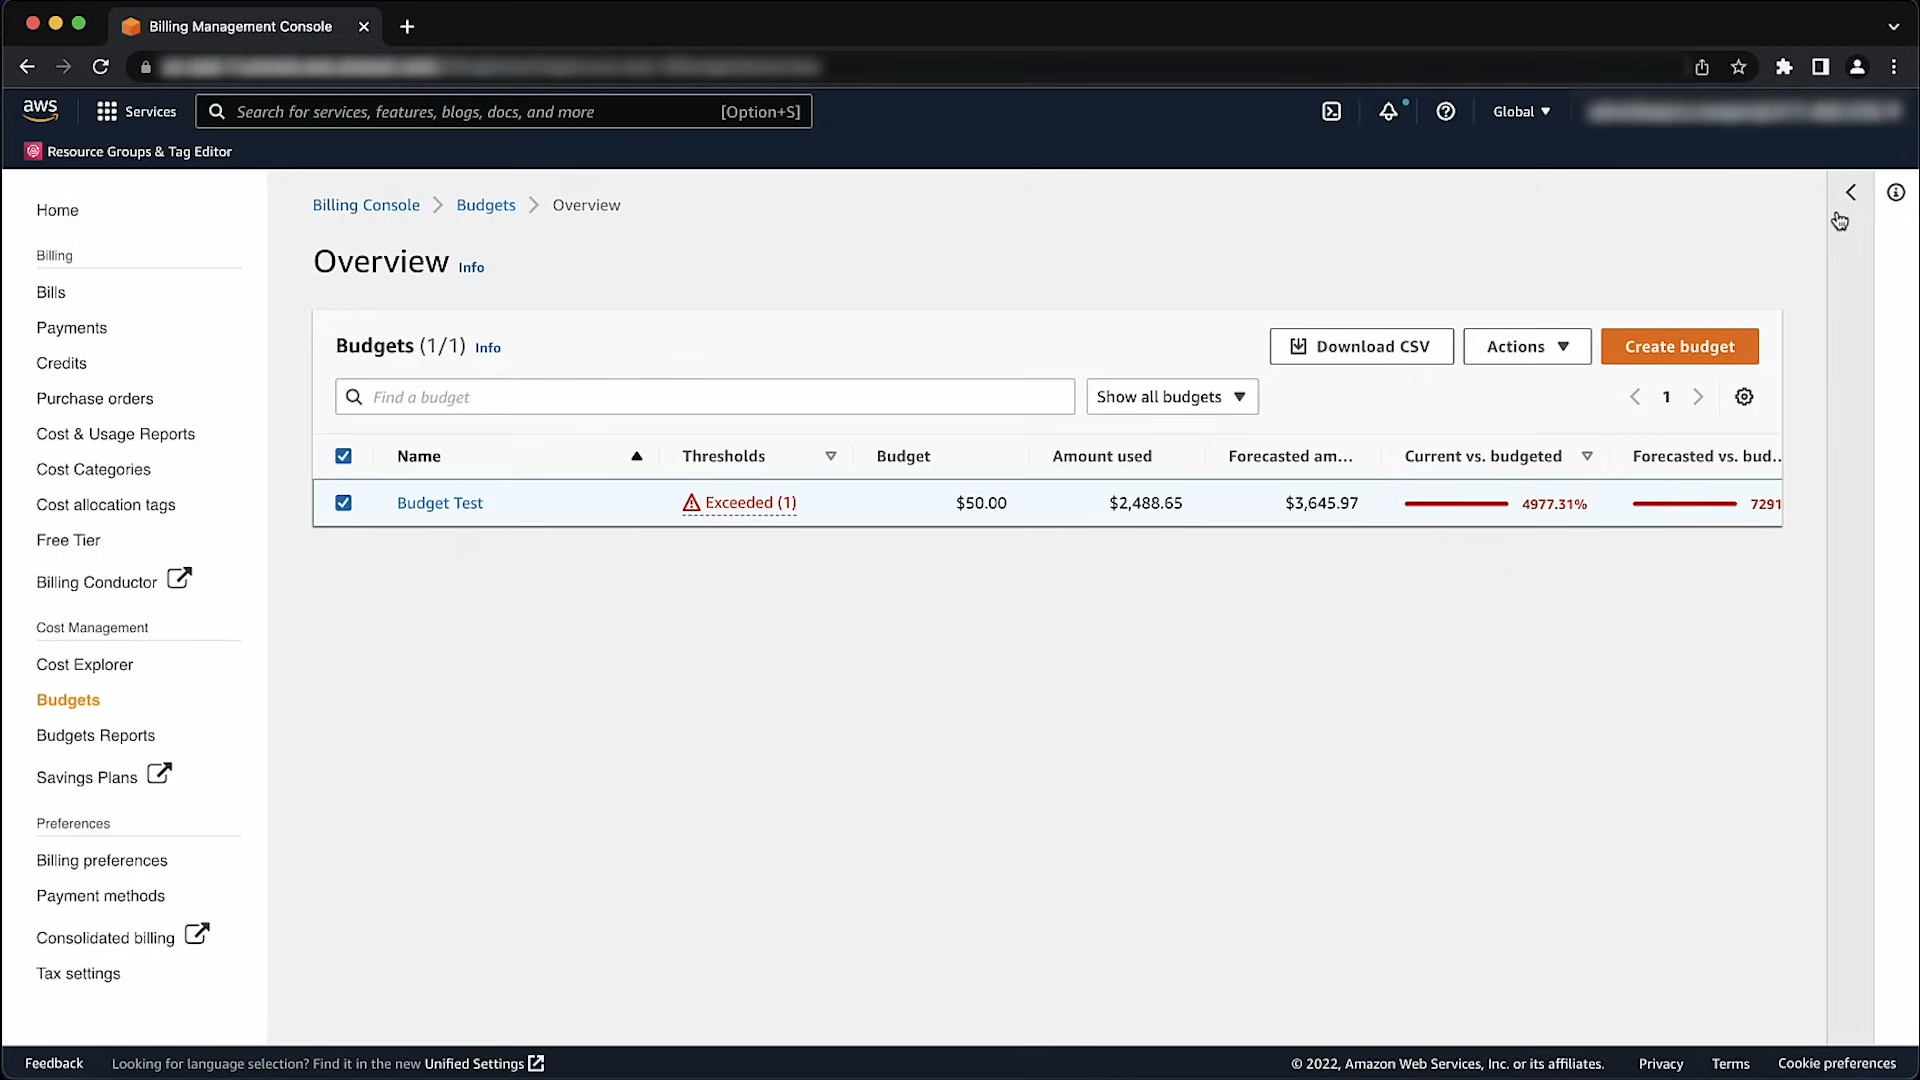 Billing Management Console
aws Services Search for services, features, blogs, docs, and more [Option+S] Global
Resource Groups & Tag Editor
Home
Billing
Bills
Payments
Credits
Purchase orders
Cost & Usage Reports
Cost Categories
Cost allocation tags
Free Tier
Billing Conductor
Cost Management
Cost Explorer
Budgets
Budgets Reports
Savings Plans
Preferences
Billing preferences
Payment methods
Consolidated billing
Tax settings
Billing Console Budgets Overview
Overview Info
Budgets (1/1) Info Download CSV Actions Create budget
Find a budget Show all budgets 1
Name Thresholds Budget Amount used Forecasted am... Current vs. budgeted Forecasted vs. bud...
Budget Test Exceeded (1) $50.00 $2,488.65 $3,645.97 4977.31% 7291
Feedback Looking for language selection? Find it in the new Unified Settings © 2022, Amazon Web Services, Inc. or its affiliates. Privacy Terms Cookie preferences